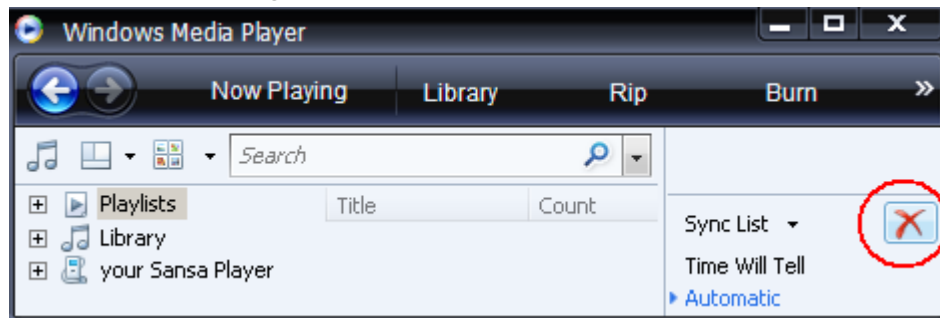 Windows Media Player
Now Playing Library Rip Burn »
Search
Playlists Title Count
Library
your Sansa Player
Sync List
Time Will Tell
Automatic